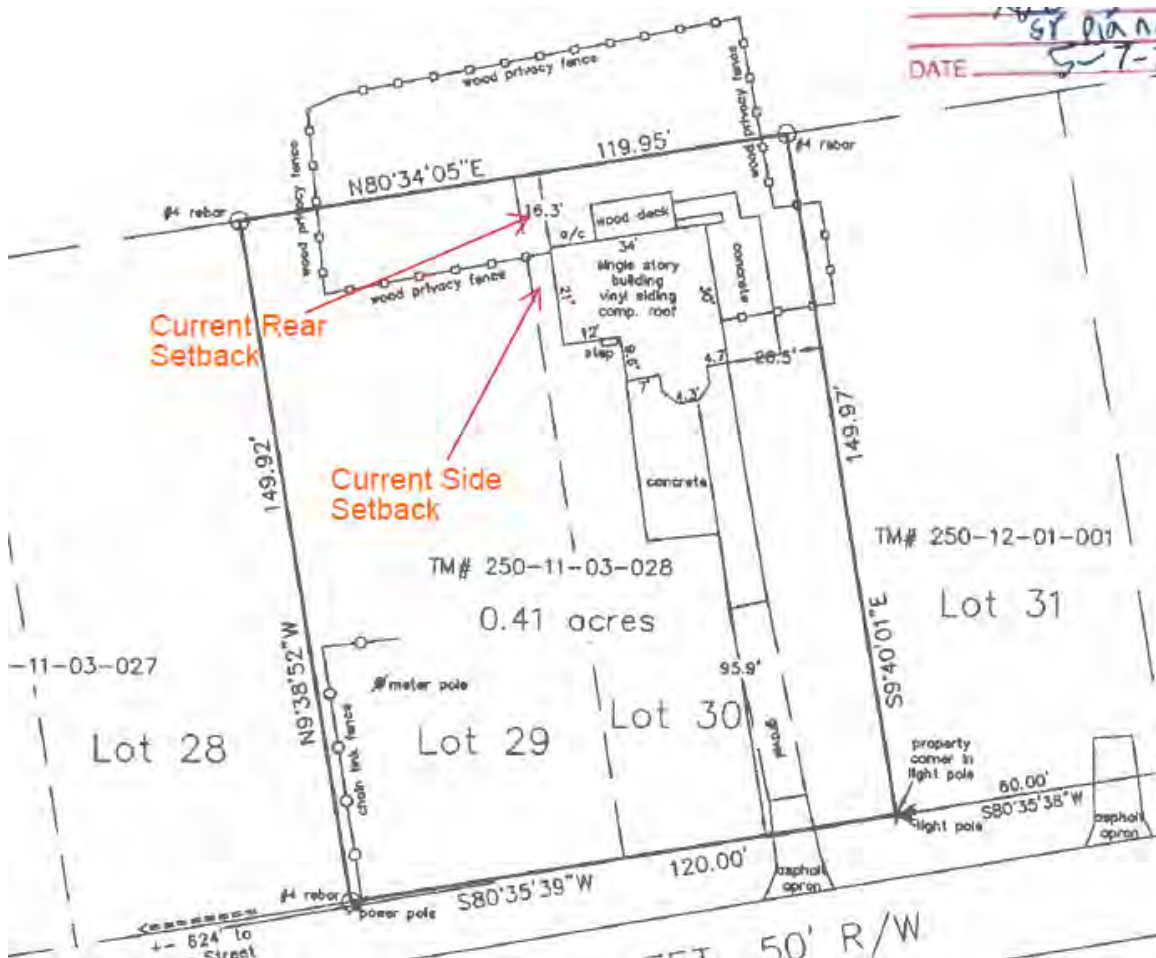 sr plan
DATE 5-7-
wood privacy fence
wood privacy fence
wood privacy fence
119.95'
#4 rebar
N80°34'05"E
#4 rebar
16.3'
wood deck
a/c
34'
single story
building
vinyl siding
comp. roof
21'
30'
concrete
wood privacy fence
Current Rear
Setback
12'
step
4.7'
28.5'
7'
4.3'
149.92'
149.97'
Current Side
Setback
concrete
TM# 250-12-01-001
TM# 250-11-03-028
0.41 acres
Lot 31
-11-03-027
N9°38'52"W
S9°40'01"E
95.9'
meter pole
Lot 28
Lot 29
Lot 30
chain link fence
property
corner in
light pole
60.00'
S80°35'38"W
light pole
asphalt
apron
120.00'
S80°35'39"W
asphalt
apron
#4 rebar
power pole
+- 624' to
Street
50' R/W